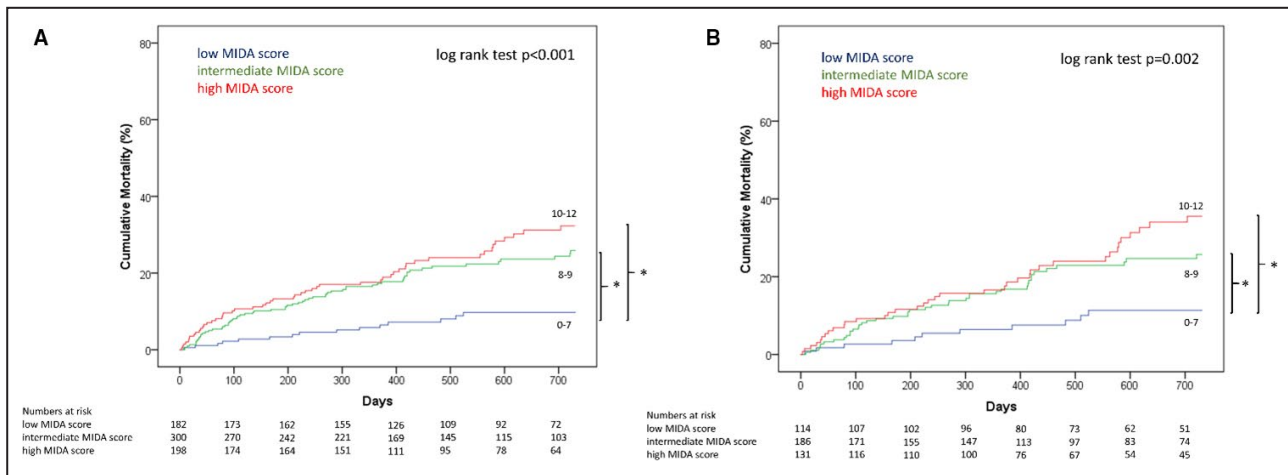 A
low MIDA score
intermediate MIDA score
high MIDA score
log rank test p<0.001
Cumulative Mortality (%)
80
60
40
20
0
10-12
8-9
0-7
*
*
0 100 200 300 400 500 600 700
Days
Numbers at risk
low MIDA score 182 173 162 155 126 109 92 72
intermediate MIDA score 300 270 242 221 169 145 115 103
high MIDA score 198 174 164 151 111 95 78 64
B
low MIDA score
intermediate MIDA score
high MIDA score
log rank test p=0.002
Cumulative Mortality (%)
80
60
40
20
0
10-12
8-9
0-7
*
*
0 100 200 300 400 500 600 700
Days
Numbers at risk
low MIDA score 114 107 102 96 80 73 62 51
intermediate MIDA score 186 171 155 147 113 97 83 74
high MIDA score 131 116 110 100 76 67 54 45